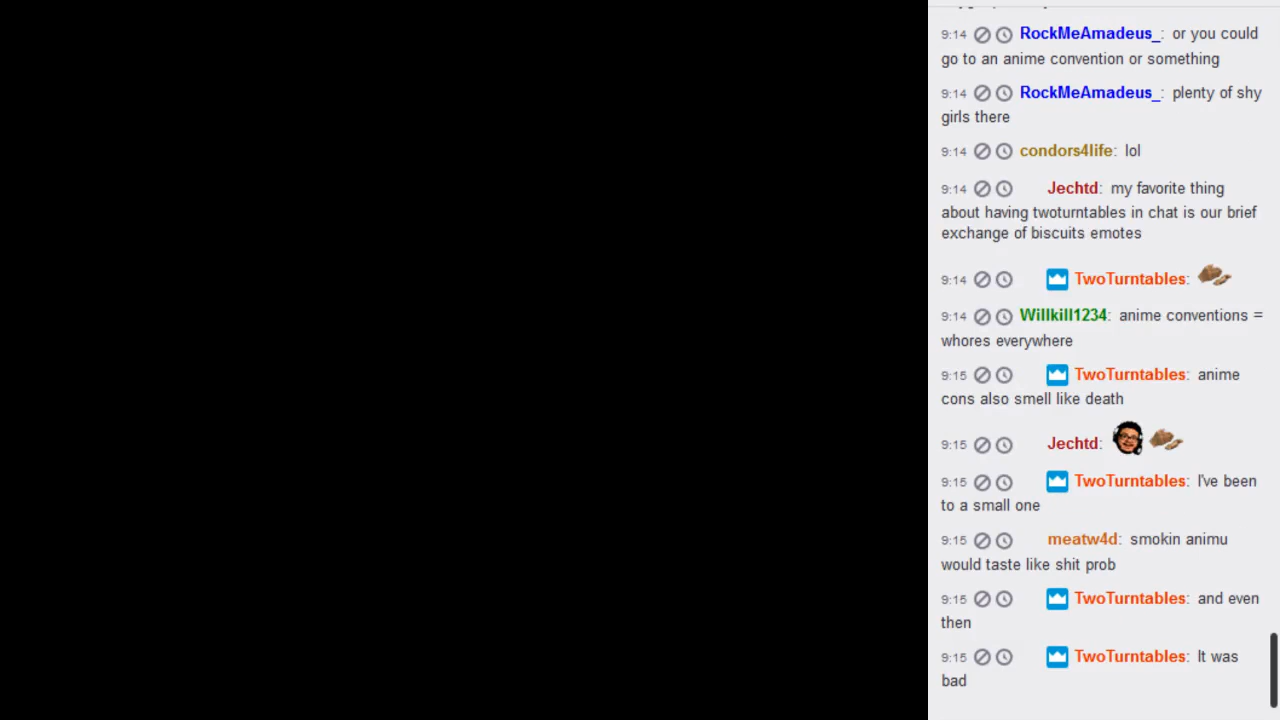 9:14 RockMeAmadeus_: or you could
go to an anime convention or something
9:14 RockMeAmadeus_: plenty of shy
girls there
9:14 condors4life: lol
9:14 Jechtd: my favorite thing
about having twoturntables in chat is our brief
exchange of biscuits emotes
9:14 TwoTurntables:
9:14 Willkill1234: anime conventions =
whores everywhere
9:15 TwoTurntables: anime
cons also smell like death
9:15 Jechtd:
9:15 TwoTurntables: I've been
to a small one
9:15 meatw4d: smokin animu
would taste like shit prob
9:15 TwoTurntables: and even
then
9:15 TwoTurntables: It was
bad